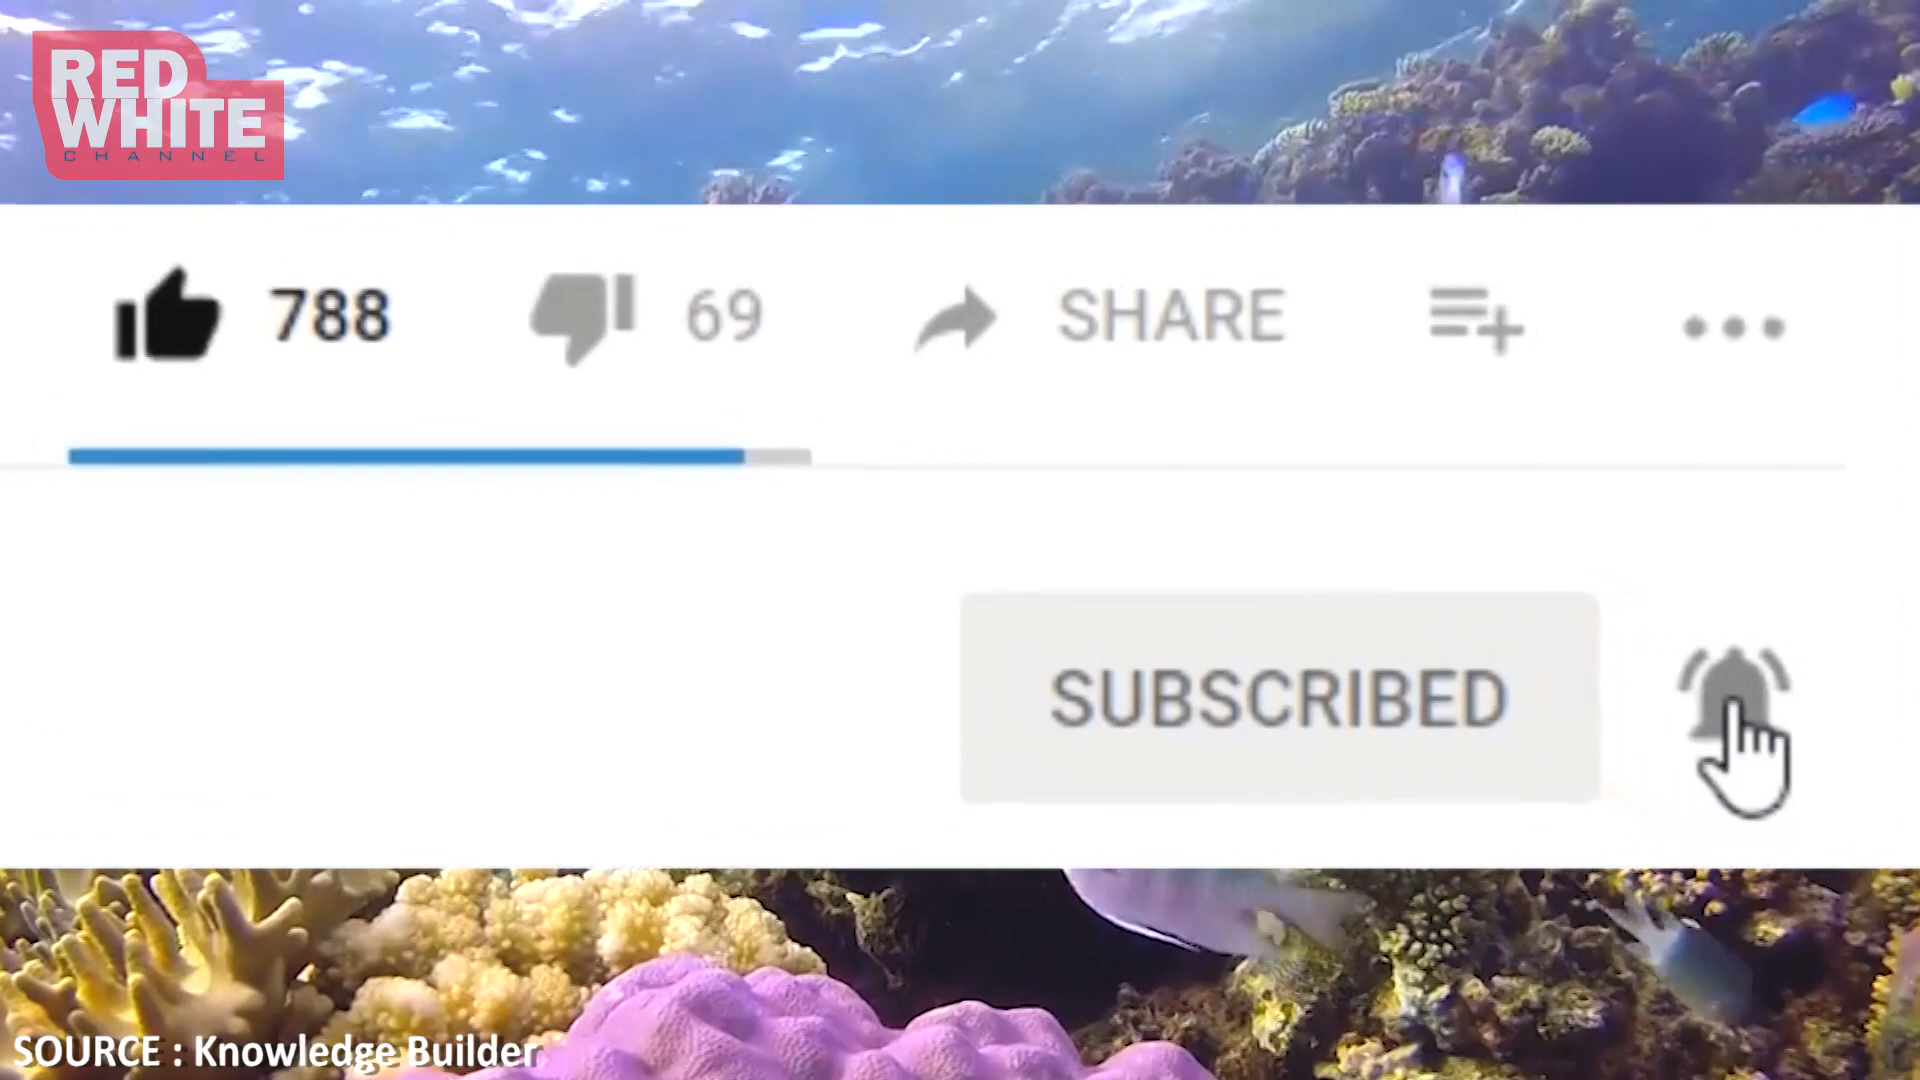 RED
WHITE
CHANNEL
788 69 SHARE
SUBSCRIBED
SOURCE : Knowledge Builder